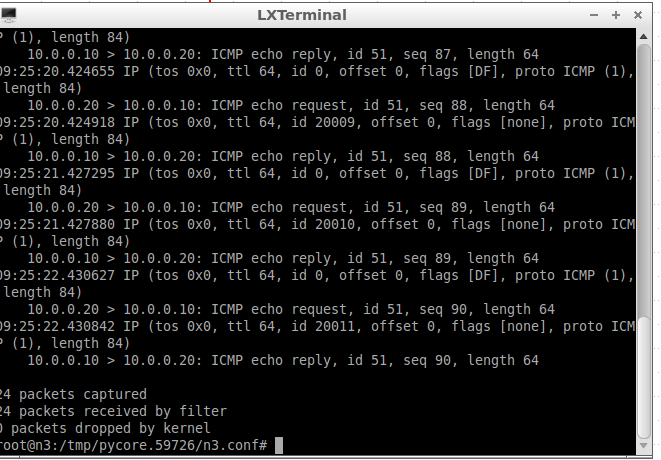 LXTerminal
P (1), length 84)
10.0.0.10 > 10.0.0.20: ICMP echo reply, id 51, seq 87, length 64
09:25:20.424655 IP (tos 0x0, ttl 64, id 0, offset 0, flags [DF], proto ICMP (1),
length 84)
10.0.0.20 > 10.0.0.10: ICMP echo request, id 51, seq 88, length 64
09:25:20.424918 IP (tos 0x0, ttl 64, id 20009, offset 0, flags [none], proto ICM
P (1), length 84)
10.0.0.10 > 10.0.0.20: ICMP echo reply, id 51, seq 88, length 64
09:25:21.427295 IP (tos 0x0, ttl 64, id 0, offset 0, flags [DF], proto ICMP (1),
length 84)
10.0.0.20 > 10.0.0.10: ICMP echo request, id 51, seq 89, length 64
09:25:21.427880 IP (tos 0x0, ttl 64, id 20010, offset 0, flags [none], proto ICM
P (1), length 84)
10.0.0.10 > 10.0.0.20: ICMP echo reply, id 51, seq 89, length 64
09:25:22.430627 IP (tos 0x0, ttl 64, id 0, offset 0, flags [DF], proto ICMP (1),
length 84)
10.0.0.20 > 10.0.0.10: ICMP echo request, id 51, seq 90, length 64
09:25:22.430842 IP (tos 0x0, ttl 64, id 20011, offset 0, flags [none], proto ICM
P (1), length 84)
10.0.0.10 > 10.0.0.20: ICMP echo reply, id 51, seq 90, length 64
24 packets captured
24 packets received by filter
0 packets dropped by kernel
root@n3:/tmp/pycore.59726/n3.conf#